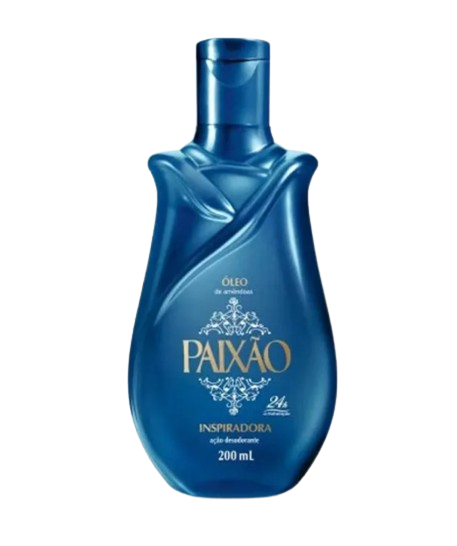 ÓLEO
de amêndoas
PAIXÃO
24h
INSPIRADORA
ação desodorante
200 mL